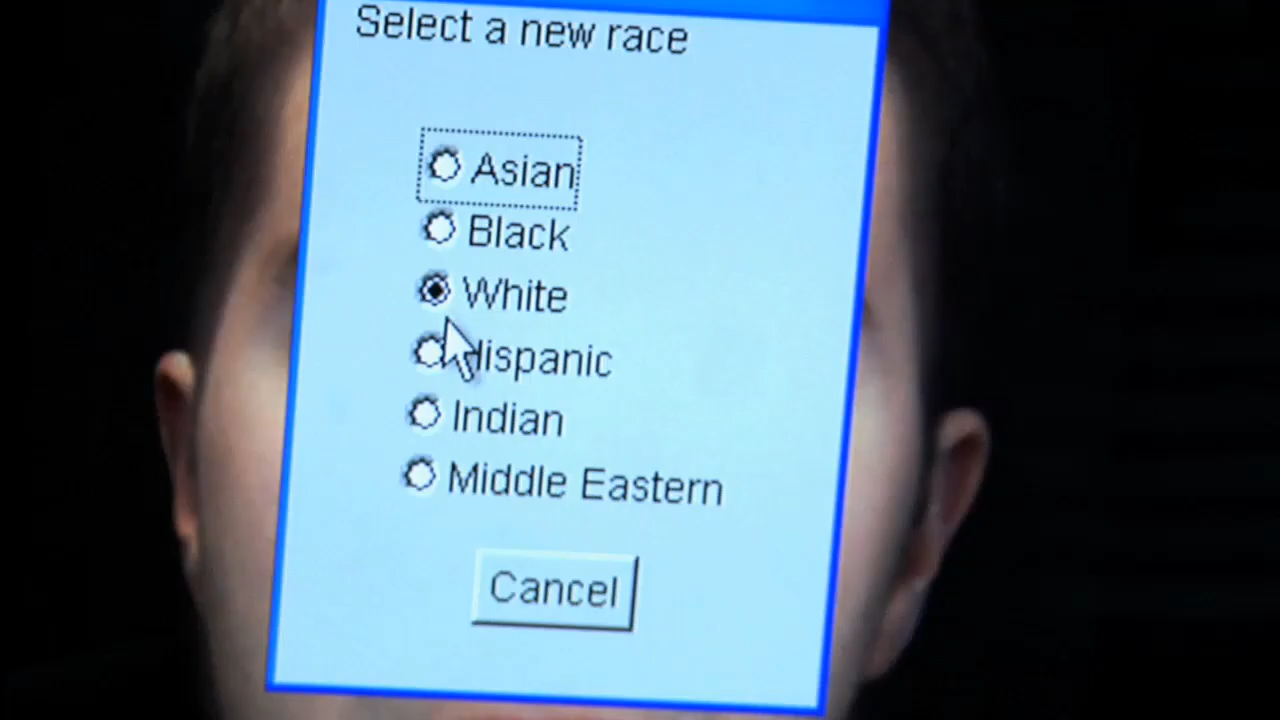 Select a new race
Asian
Black
White
Hispanic
Indian
Middle Eastern
Cancel